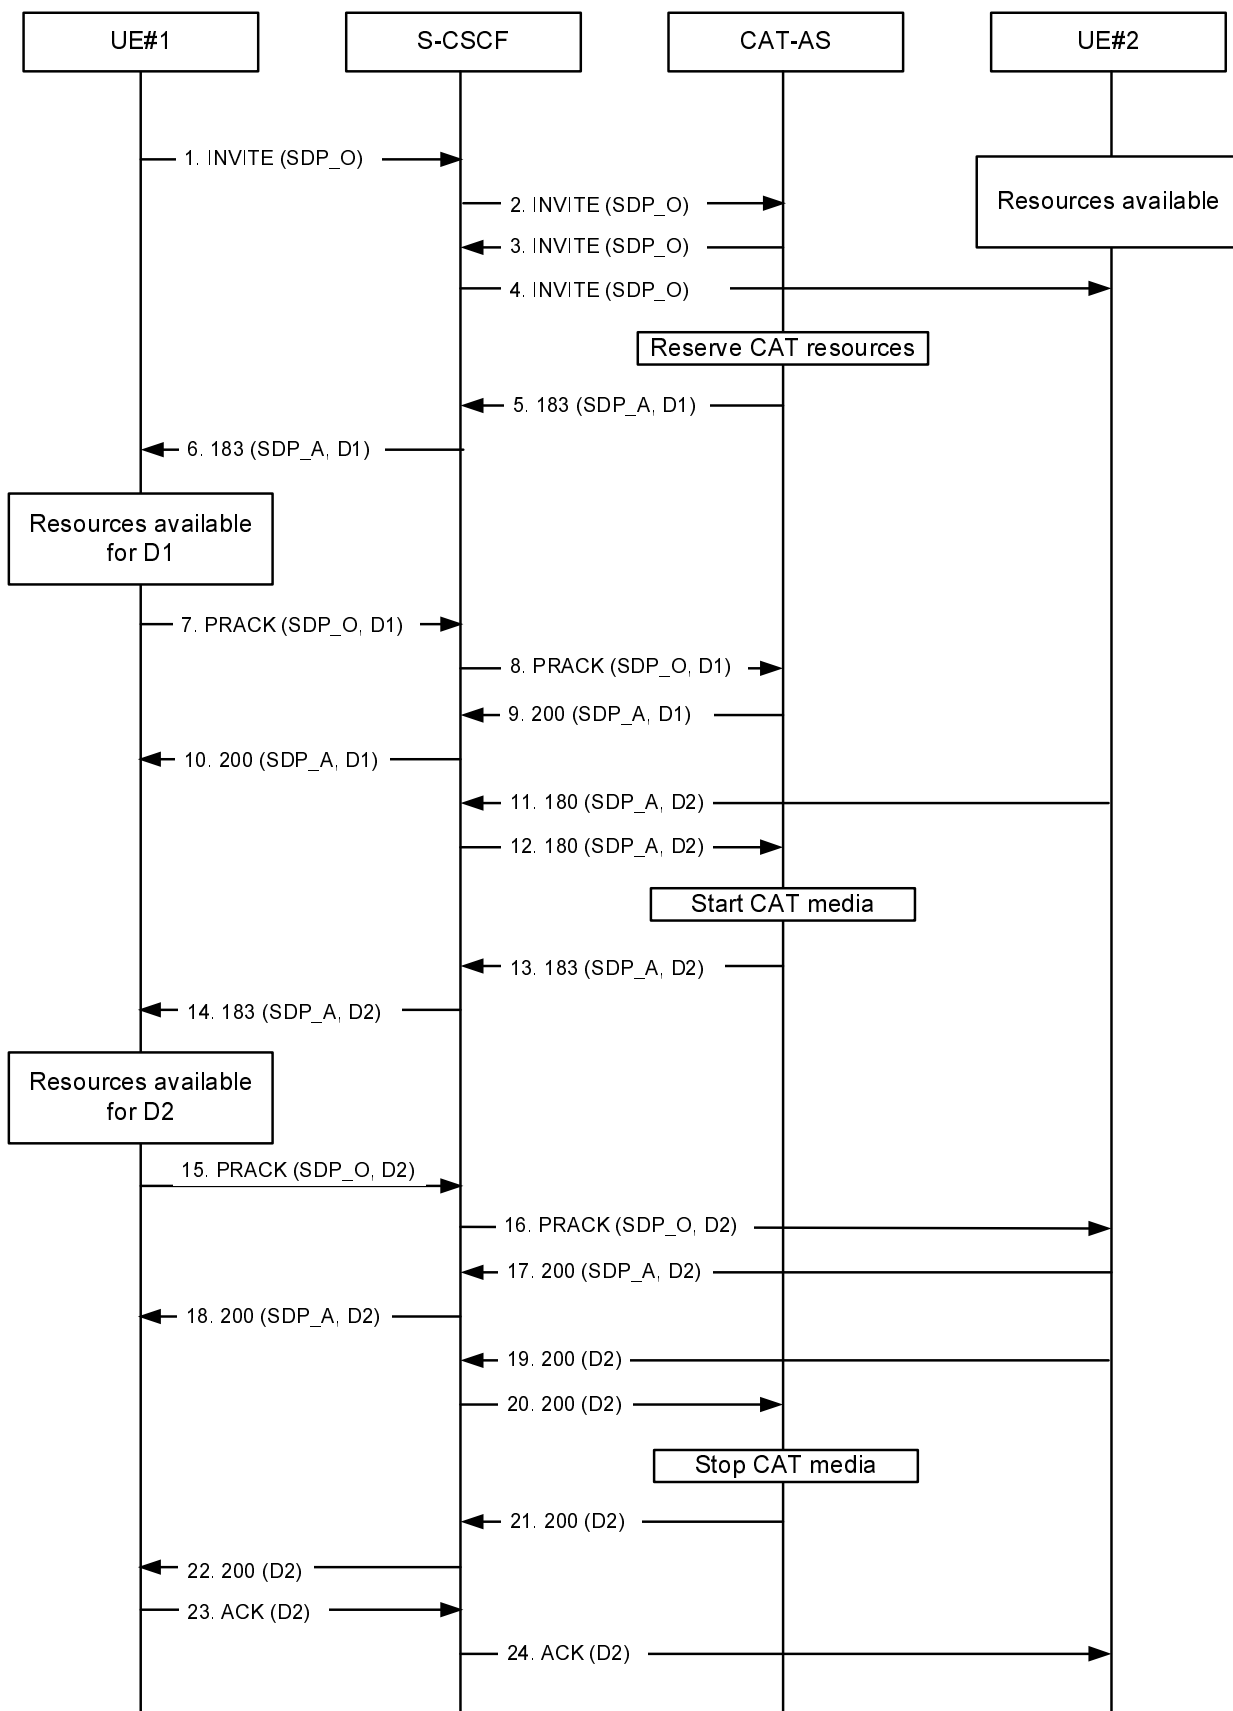 UE#1
S-CSCF
CAT-AS
UE#2
1. INVITE (SDP_O)
Resources available
2. INVITE (SDP_O)
3. INVITE (SDP_O)
4. INVITE (SDP_O)
Reserve CAT resources
5. 183 (SDP_A, D1)
6. 183 (SDP_A, D1)
Resources available
for D1
7. PRACK (SDP_O, D1)
8. PRACK (SDP_O, D1)
9. 200 (SDP_A, D1)
10. 200 (SDP_A, D1)
11. 180 (SDP_A, D2)
12. 180 (SDP_A, D2)
Start CAT media
13. 183 (SDP_A, D2)
14. 183 (SDP_A, D2)
Resources available
for D2
15. PRACK (SDP_O, D2)
16. PRACK (SDP_O, D2)
17. 200 (SDP_A, D2)
18. 200 (SDP_A, D2)
19. 200 (D2)
20. 200 (D2)
Stop CAT media
21. 200 (D2)
22. 200 (D2)
23. ACK (D2)
24. ACK (D2)